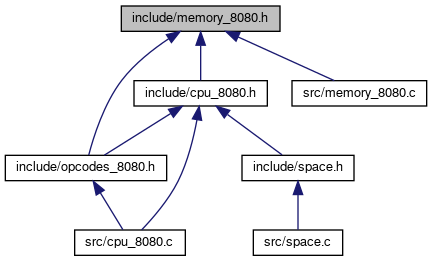 include/memory_8080.h
include/cpu_8080.h
src/memory_8080.c
include/opcodes_8080.h
include/space.h
src/cpu_8080.c
src/space.c